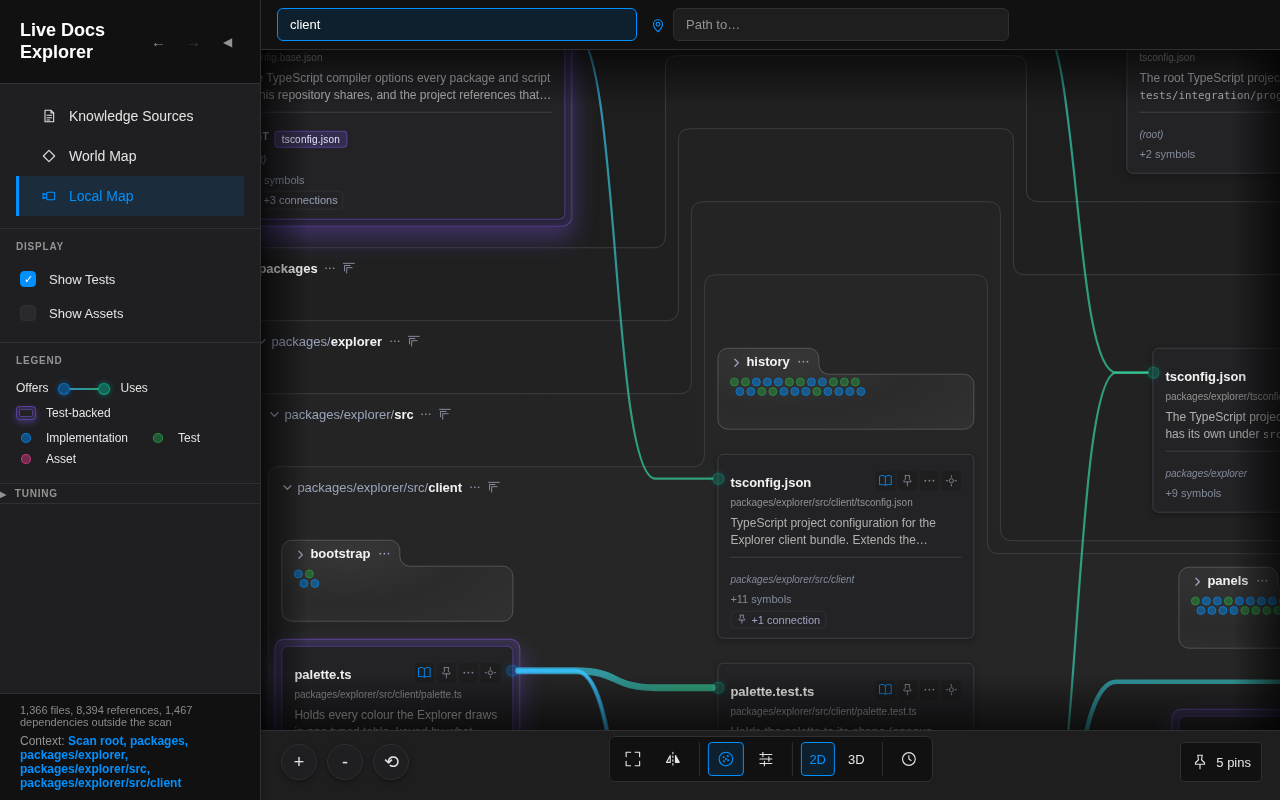 Live Docs
Explorer
client
Path to…
Knowledge Sources
World Map
Local Map
DISPLAY
Show Tests
Show Assets
LEGEND
Offers
Uses
Test-backed
Implementation
Test
Asset
TUNING
1,366 files, 8,394 references, 1,467
dependencies outside the scan
Context: Scan root, packages,
packages/explorer,
packages/explorer/src,
packages/explorer/src/client
TypeScript compiler options every package and script
repository shares, and the project references that…
tsconfig.json
symbols
+3 connections
packages
packages/explorer
packages/explorer/src
packages/explorer/src/client
bootstrap
palette.ts
packages/explorer/src/client/palette.ts
Holds every colour the Explorer draws
history
tsconfig.json
packages/explorer/src/client/tsconfig.json
TypeScript project configuration for the
Explorer client bundle. Extends the…
packages/explorer/src/client
+11 symbols
+1 connection
palette.test.ts
packages/explorer/src/client/palette.test.ts
tsconfig.json
The root TypeScript
(root)
+2 symbols
tsconfig.json
The TypeScript
has its own under
packages/explorer
+9 symbols
panels
+
-
2D
3D
5 pins